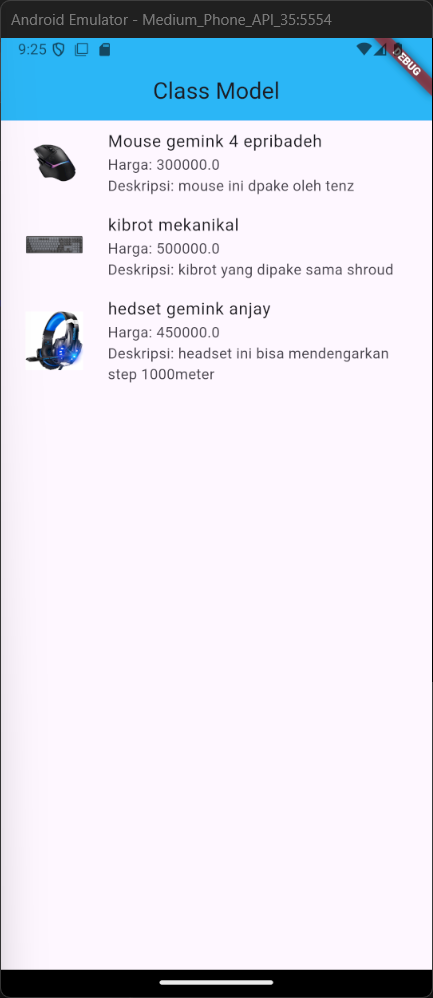 Android Emulator - Medium_Phone_API_35:5554
9:25
DEBUG
Class Model
Mouse gemink 4 epribadeh
Harga: 300000.0
Deskripsi: mouse ini dpake oleh tenz
kibrot mekanikal
Harga: 500000.0
Deskripsi: kibrot yang dipake sama shroud
hedset gemink anjay
Harga: 450000.0
Deskripsi: headset ini bisa mendengarkan
step 1000meter